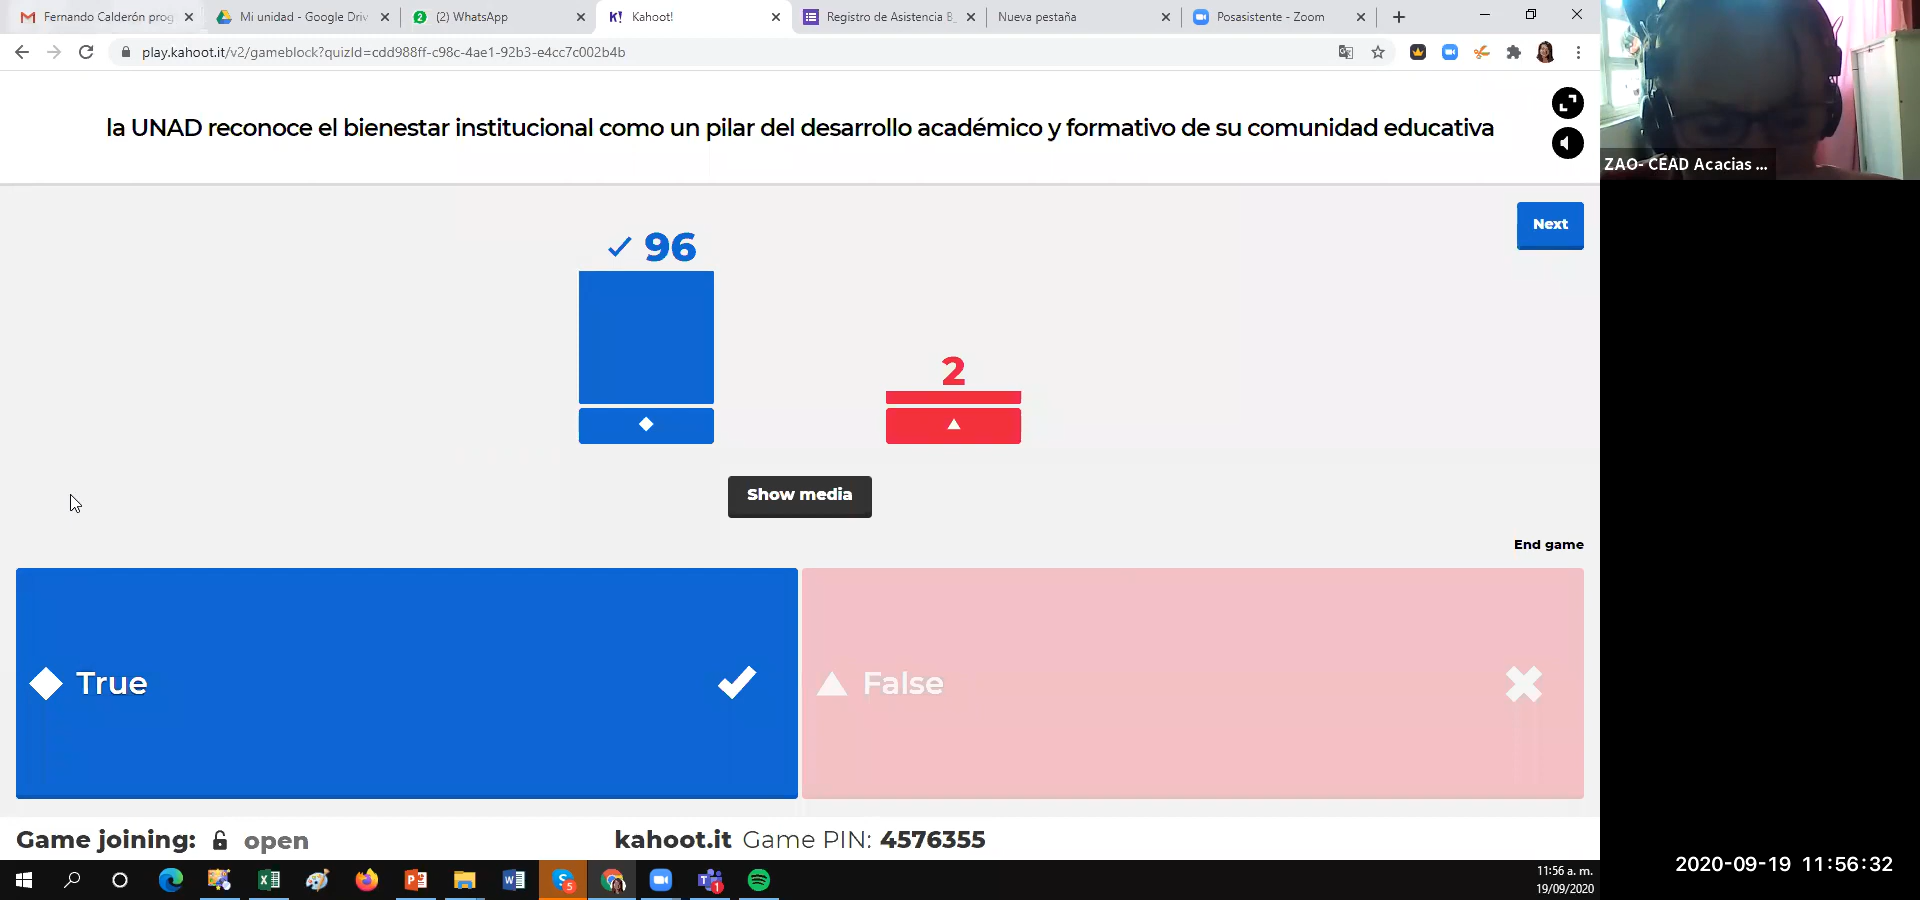 Fernando Calderón prog
Mi unidad - Google Driv
(2) WhatsApp
Kahoot!
Registro de Asistencia B
Nueva pestaña
Posasistente - Zoom
play.kahoot.it/v2/gameblock?quizId=cdd988ff-c98c-4ae1-92b3-e4cc7c002b4b
la UNAD reconoce el bienestar institucional como un pilar del desarrollo académico y formativo de su comunidad educativa
ZAO- CEAD Acacias ...
Next
96
2
Show media
End game
True
False
Game joining: open
kahoot.it Game PIN: 4576355
11:56 a. m.
19/09/2020
2020-09-19 11:56:32